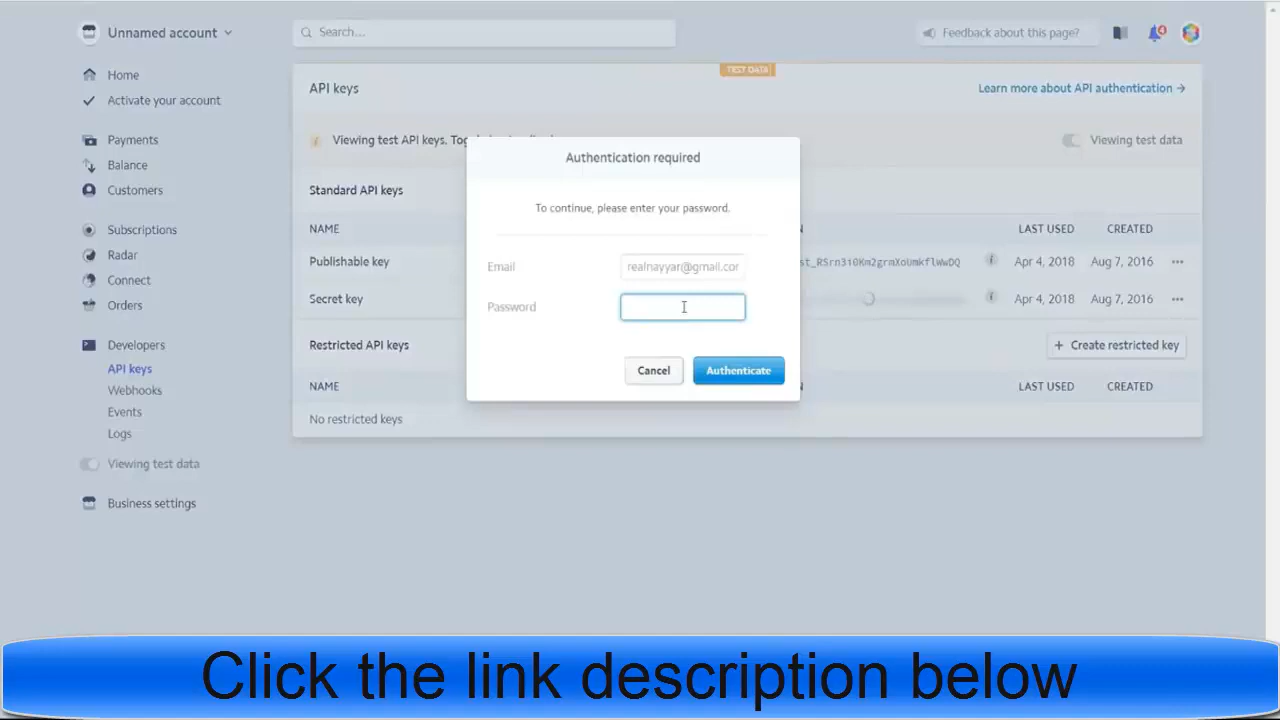 Unnamed account
Search...
Feedback about this page?
Home
Activate your account
Payments
Balance
Customers
Subscriptions
Radar
Connect
Orders
Developers
API keys
Webhooks
Events
Logs
Viewing test data
Business settings
TEST DATA
API keys
Learn more about API authentication →
Viewing test API keys.
Viewing test data
Standard API keys
NAME LAST USED CREATED
Publishable key Apr 4, 2018 Aug 7, 2016
Secret key Apr 4, 2018 Aug 7, 2016
Restricted API keys
+ Create restricted key
NAME LAST USED CREATED
No restricted keys
Authentication required
To continue, please enter your password.
Email realnayyar@gmail.cor
Password
Cancel Authenticate
Click the link description below